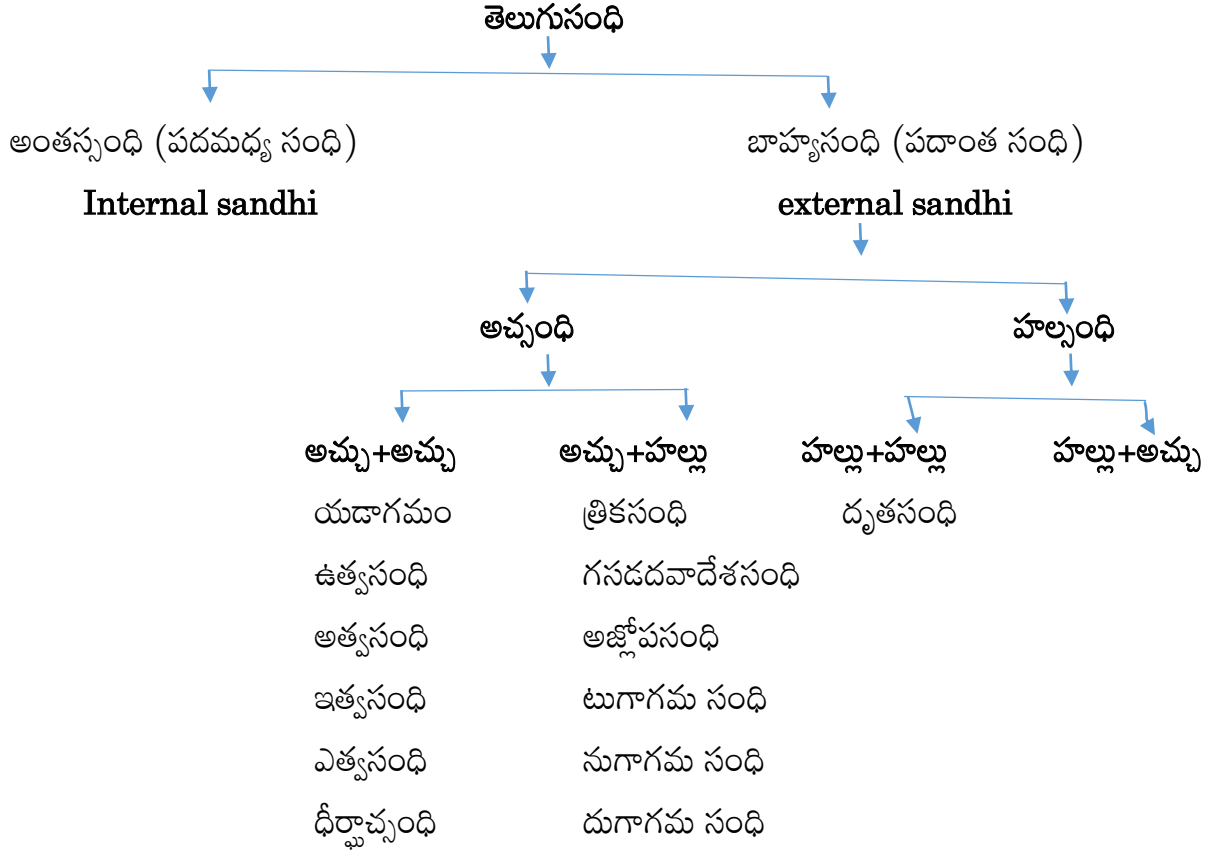 తెలుగుసంధి
అంతస్సంధి (పదమధ్య సంధి) బాహ్యసంధి (పదాంత సంధి)
Internal sandhi external sandhi
అచ్సంధి హల్సంధి
అచ్చు+అచ్చు అచ్చు+హల్లు హల్లు+హల్లు హల్లు+అచ్చు
యడాగమం త్రికసంధి దృతసంధి
ఉత్వసంధి గసడదవాదేశసంధి
అత్వసంధి అజ్లోపసంధి
ఇత్వసంధి టుగాగమ సంధి
ఎత్వసంధి నుగాగమ సంధి
ధీర్ఘాచ్సంధి దుగాగమ సంధి